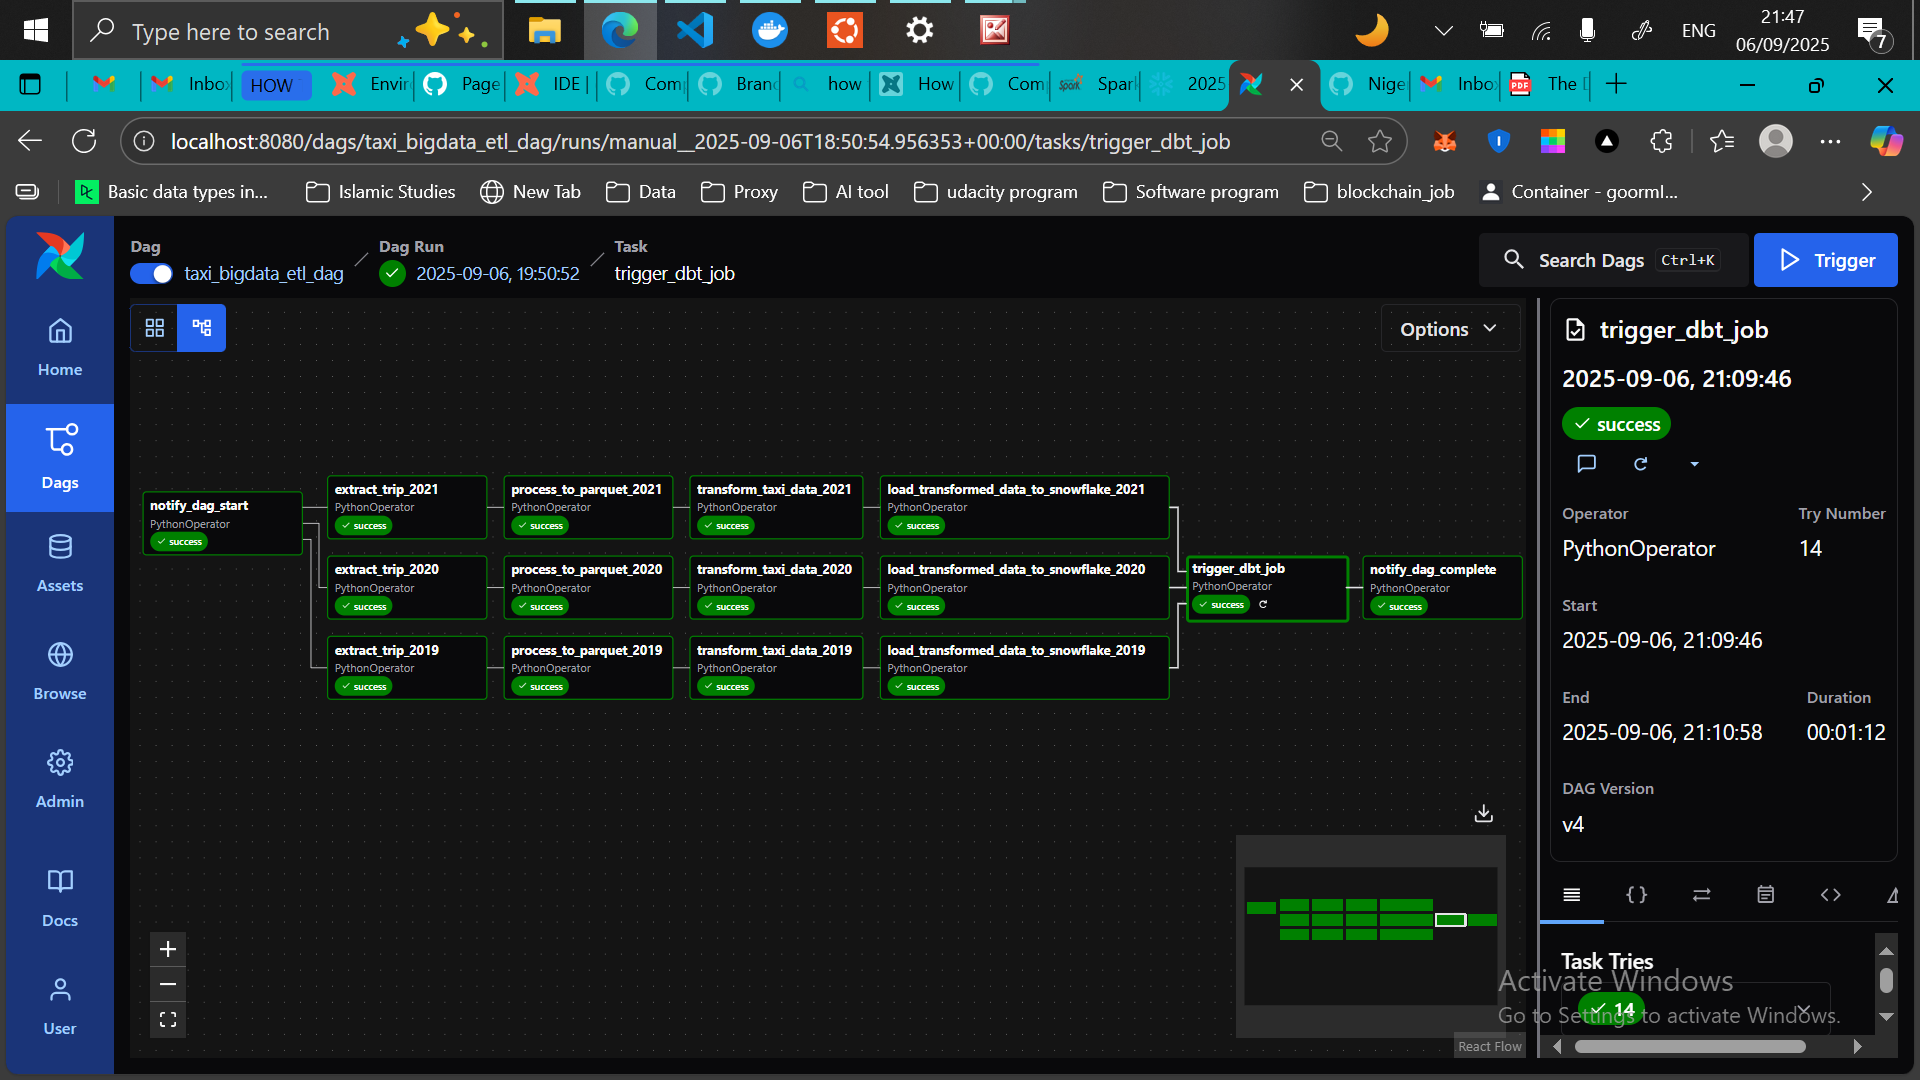 Type here to search
ENG
21:47
06/09/2025
7
Inbo
HOW
Envir
Page
IDE |
Com
Bran
how
How
Com
Spark
Spar
2025
Nige
Inbo
PDF
The D
localhost:8080/dags/taxi_bigdata_etl_dag/runs/manual__2025-09-06T18:50:54.956353+00:00/tasks/trigger_dbt_job
Basic data types in...
Islamic Studies
New Tab
Data
Proxy
AI tool
udacity program
Software program
blockchain_job
Container - goorml...
Dag
taxi_bigdata_etl_dag
Dag Run
2025-09-06, 19:50:52
Task
trigger_dbt_job
Search Dags
Ctrl+K
Trigger
Home
Dags
Assets
Browse
Admin
Docs
User
Options
notify_dag_start
PythonOperator
success
extract_trip_2021
PythonOperator
success
process_to_parquet_2021
PythonOperator
success
transform_taxi_data_2021
PythonOperator
success
load_transformed_data_to_snowflake_2021
PythonOperator
success
extract_trip_2020
PythonOperator
success
process_to_parquet_2020
PythonOperator
success
transform_taxi_data_2020
PythonOperator
success
load_transformed_data_to_snowflake_2020
PythonOperator
success
extract_trip_2019
PythonOperator
success
process_to_parquet_2019
PythonOperator
success
transform_taxi_data_2019
PythonOperator
success
load_transformed_data_to_snowflake_2019
PythonOperator
success
trigger_dbt_job
PythonOperator
success
notify_dag_complete
PythonOperator
success
React Flow
trigger_dbt_job
2025-09-06, 21:09:46
success
Operator
PythonOperator
Try Number
14
Start
2025-09-06, 21:09:46
End
2025-09-06, 21:10:58
Duration
00:01:12
DAG Version
v4
Task Tries
14
Activate Windows
Go to Settings to activate Windows.